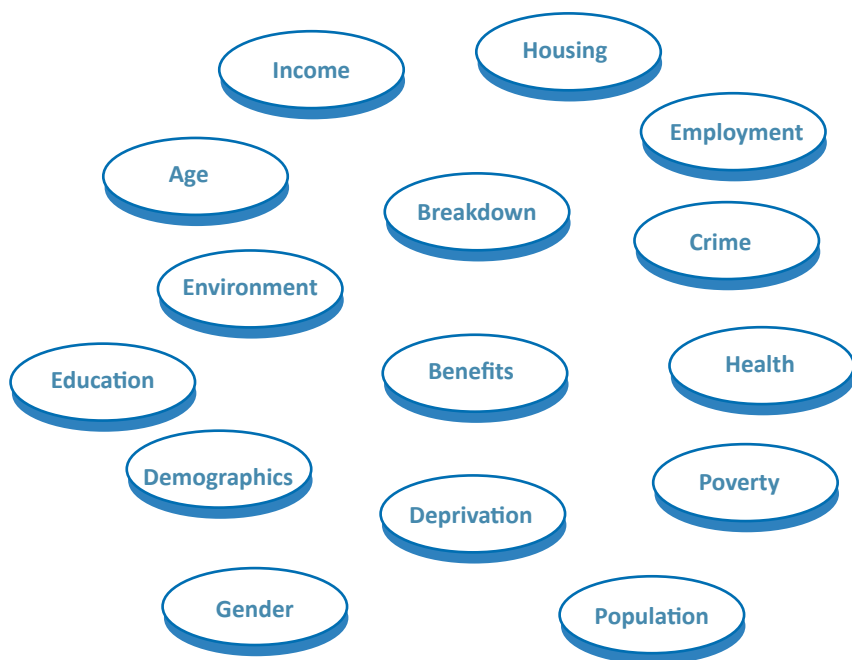 Housing
Income
Employment
Age
Breakdown
Crime
Environment
Health
Benefits
Education
Demographics
Poverty
Deprivation
Gender
Population